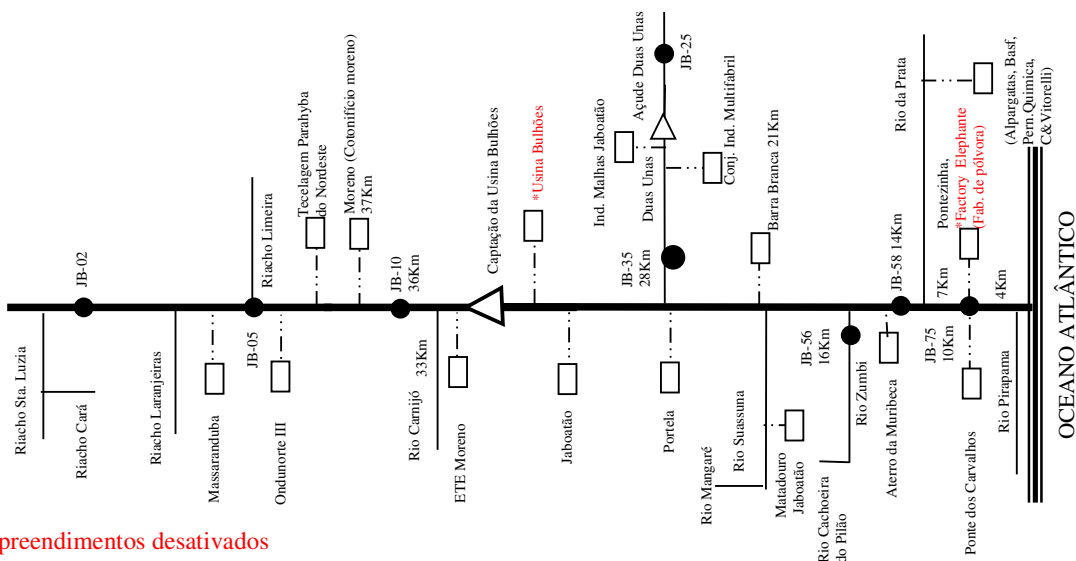 Riacho Sta. Luzia
Riacho Cará
JB-02
Riacho Laranjeiras
Massaranduba
JB-05
Riacho Limeira
Ondunorte III
Tecelagem Parahyba
do Nordeste
Moreno (Cotonifício moreno)
37Km
JB-10
36Km
Rio Carnijó
33Km
ETE Moreno
Captação da Usina Bulhões
*Usina Bulhões
Jaboatão
Ind. Malhas Jaboatão
JB-35
28Km
Duas Unas
Açude Duas Unas
JB-25
Conj. Ind. Multifabril
Portela
Barra Branca 21Km
Rio Mangaré
Rio Suassuna
Matadouro
Jaboatão
JB-56
16Km
Rio Zumbi
Rio Cachoeira
do Pilão
Aterro da Muribeca
JB-58 14Km
Rio da Prata
JB-75
10Km
7Km
Pontezinha,
*Factory Elephante
(Fab. de pólvora)
Ponte dos Carvalhos
4Km
Rio Pirapama
(Alpargatas, Basf,
Pern.Quimica,
C&Vitorelli)
OCEANO ATLÂNTICO
preendimentos desativados